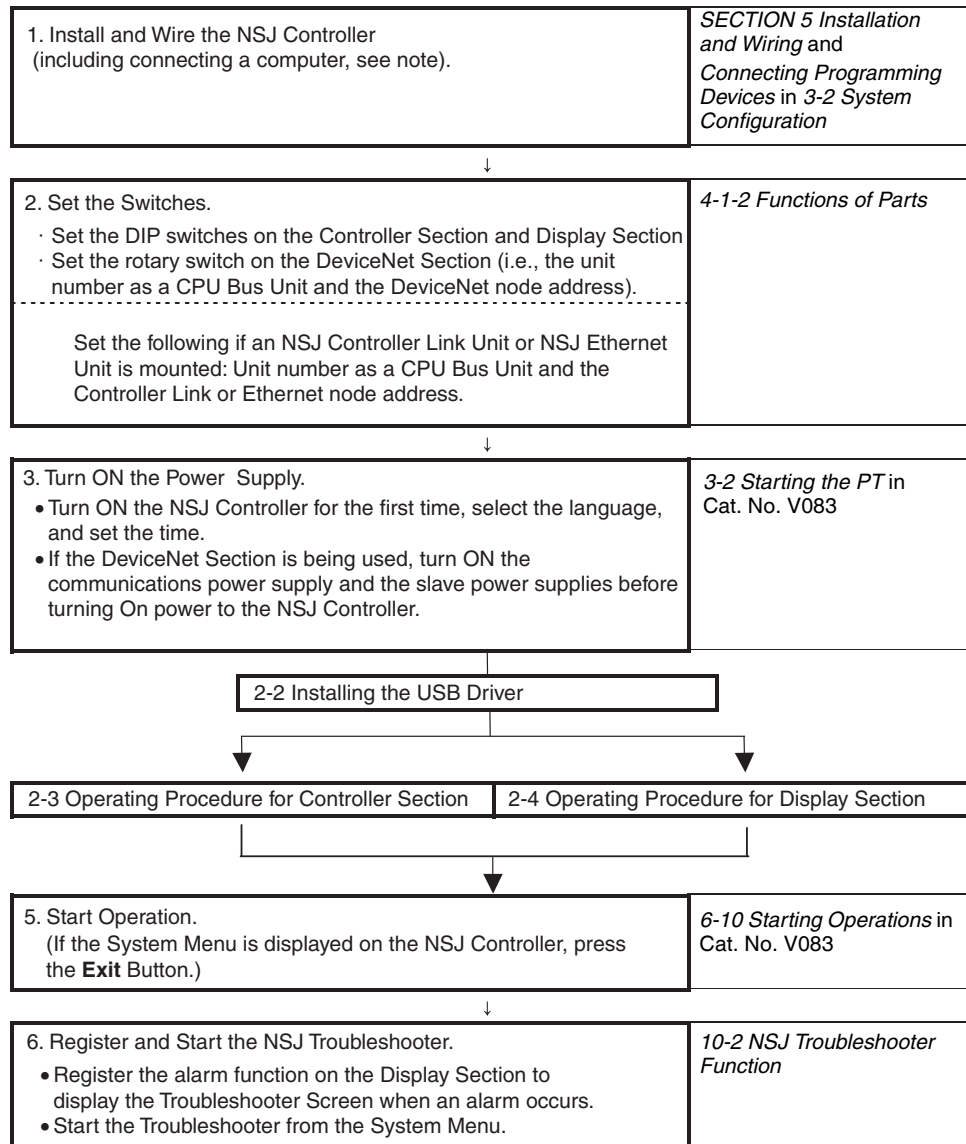 1. Install and Wire the NSJ Controller
(including connecting a computer, see note).
SECTION 5 Installation
and Wiring and
Connecting Programming
Devices in 3-2 System
Configuration
↓
2. Set the Switches.
· Set the DIP switches on the Controller Section and Display Section
· Set the rotary switch on the DeviceNet Section (i.e., the unit
number as a CPU Bus Unit and the DeviceNet node address).
Set the following if an NSJ Controller Link Unit or NSJ Ethernet
Unit is mounted: Unit number as a CPU Bus Unit and the
Controller Link or Ethernet node address.
4-1-2 Functions of Parts
↓
3. Turn ON the Power Supply.
• Turn ON the NSJ Controller for the first time, select the language,
and set the time.
• If the DeviceNet Section is being used, turn ON the
communications power supply and the slave power supplies before
turning On power to the NSJ Controller.
3-2 Starting the PT in
Cat. No. V083
2-2 Installing the USB Driver
2-3 Operating Procedure for Controller Section
2-4 Operating Procedure for Display Section
5. Start Operation.
(If the System Menu is displayed on the NSJ Controller, press
the Exit Button.)
6-10 Starting Operations in
Cat. No. V083
↓
6. Register and Start the NSJ Troubleshooter.
• Register the alarm function on the Display Section to
display the Troubleshooter Screen when an alarm occurs.
• Start the Troubleshooter from the System Menu.
10-2 NSJ Troubleshooter
Function